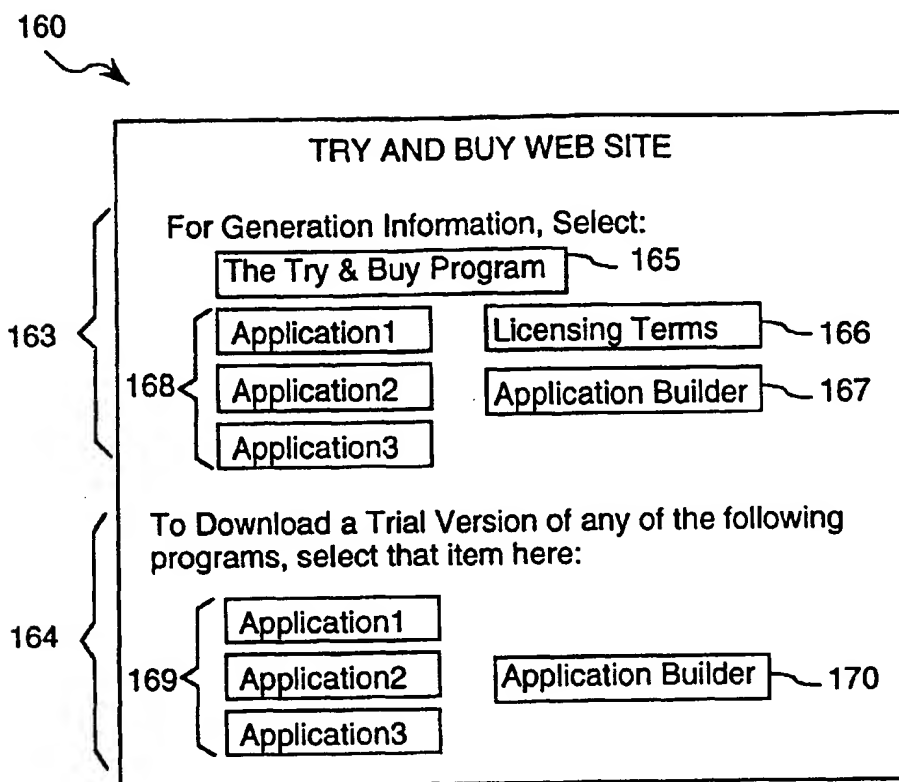 160
TRY AND BUY WEB SITE
For Generation Information, Select:
The Try & Buy Program 165
163
168
Application1 Licensing Terms 166
Application2 Application Builder 167
Application3
To Download a Trial Version of any of the following
programs, select that item here:
164
169
Application1
Application2 Application Builder 170
Application3